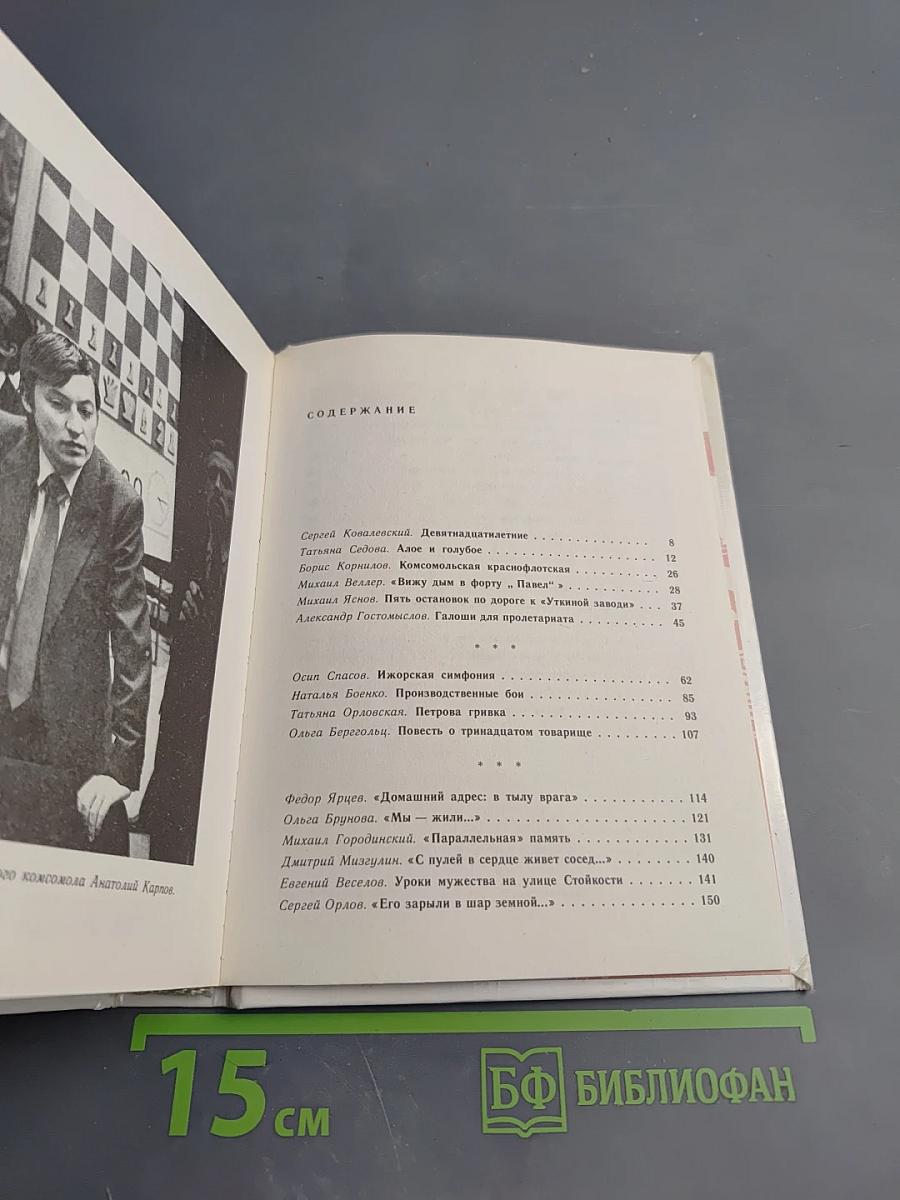 ого комсомола Анатолий Карпов.
СОДЕРЖАНИЕ
Сергей Ковалевский. Девятнадцатилетние . . . . . . . . . . . . . 8
Татьяна Седова. Алое и голубое . . . . . . . . . . . . . . . . . . 12
Борис Корнилов. Комсомольская краснофлотская . . . . . . . . . . 26
Михаил Веллер. «Вижу дым в форту „ Павел“ » . . . . . . . . . . . 28
Михаил Яснов. Пять остановок по дороге к «Уткиной заводи» . . . 37
Александр Гостомыслов. Галоши для пролетариата . . . . . . . . . . 45
* * *
Осип Спасов. Ижорская симфония . . . . . . . . . . . . . . . . . . 62
Наталья Боенко. Производственные бои . . . . . . . . . . . . . . . 85
Татьяна Орловская. Петрова гривка . . . . . . . . . . . . . . . . . 93
Ольга Берггольц. Повесть о тринадцатом товарище . . . . . . . . . 107
* * *
Федор Ярцев. «Домашний адрес: в тылу врага» . . . . . . . . . . . 114
Ольга Брунова. «Мы — жили...» . . . . . . . . . . . . . . . . . . . . 121
Михаил Городинский. «Параллельная» память . . . . . . . . . . . . 131
Дмитрий Мизгулин. «С пулей в сердце живет сосед...» . . . . . . . . 140
Евгений Веселов. Уроки мужества на улице Стойкости . . . . . . . 141
Сергей Орлов. «Его зарыли в шар земной...» . . . . . . . . . . . . . 150
15 см
БФ БИБЛИОФАН